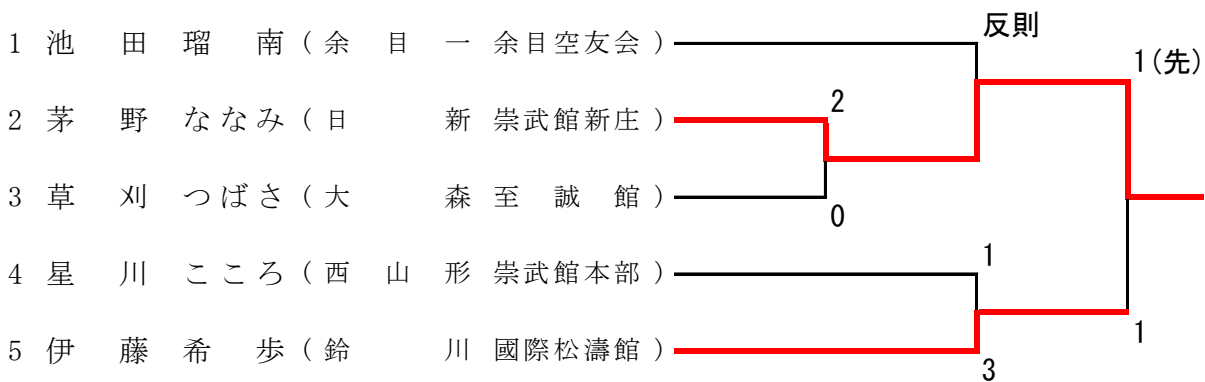 反則
1 池田瑠南(余目一 余目空友会)
1(先)
2
2 茅野ななみ(日新 崇武館新庄)
3 草刈つばさ(大森 至誠館)
0
1
4 星川こころ(西山形 崇武館本部)
1
5 伊藤希歩(鈴川 國際松濤館)
3